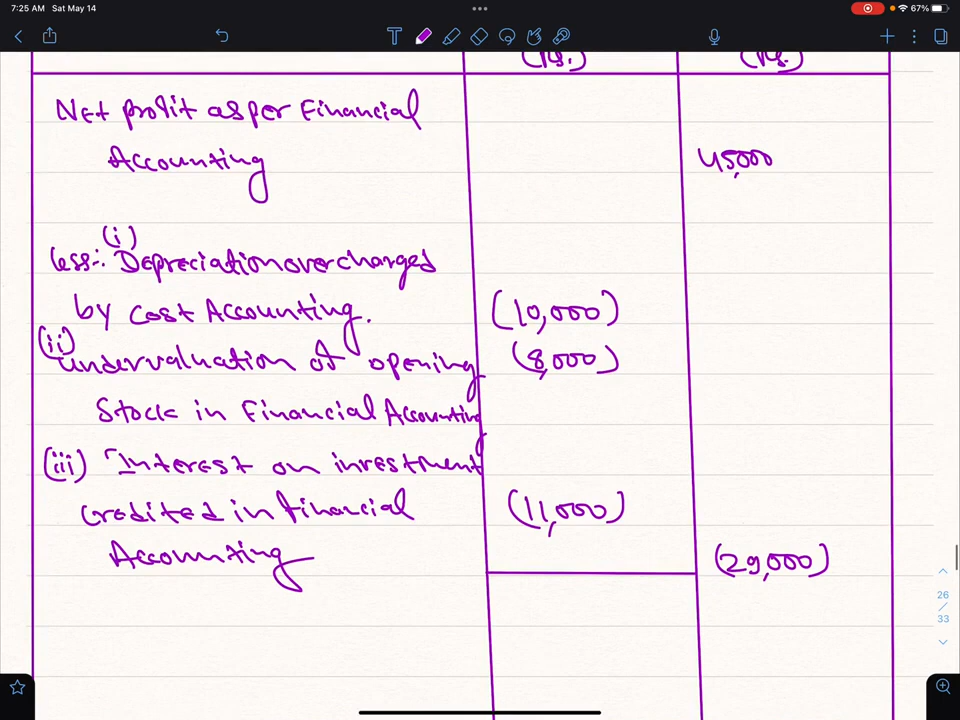 7:25 AM Sat May 14
67%
(Rs.) (Rs.)
Net profit as per Financial
Accounting 45,000
(i)
Less:- Depreciation overcharged
by cost Accounting. (10,000)
(ii)
undervaluation of opening (8,000)
Stock in Financial Accounting
(iii) Interest on investment
credited in financial (11,000)
Accounting (29,000)
26
/
33